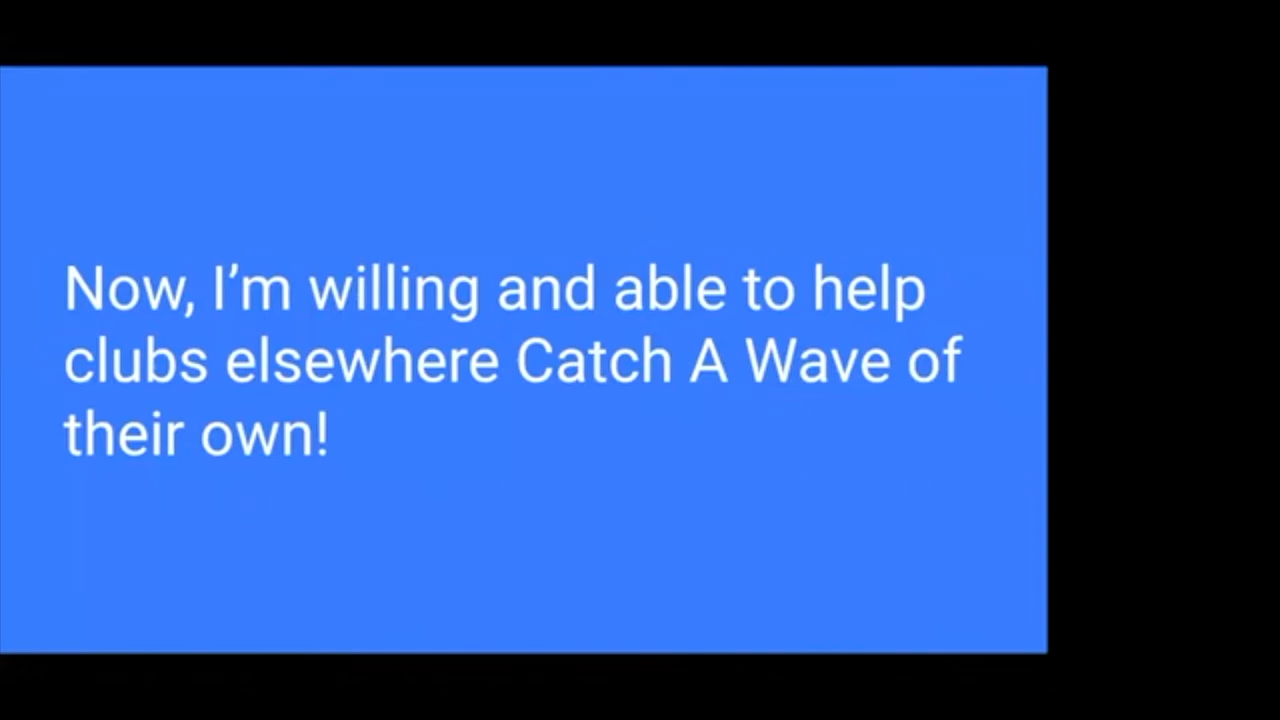 Now, I’m willing and able to help
clubs elsewhere Catch A Wave of
their own!